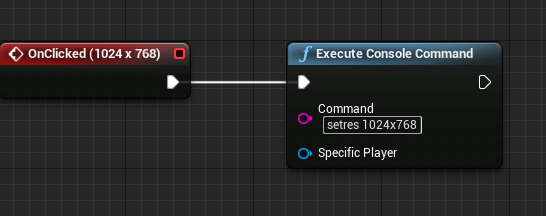 OnClicked (1024 x 768)
Execute Console Command
Command
setres 1024x768
Specific Player